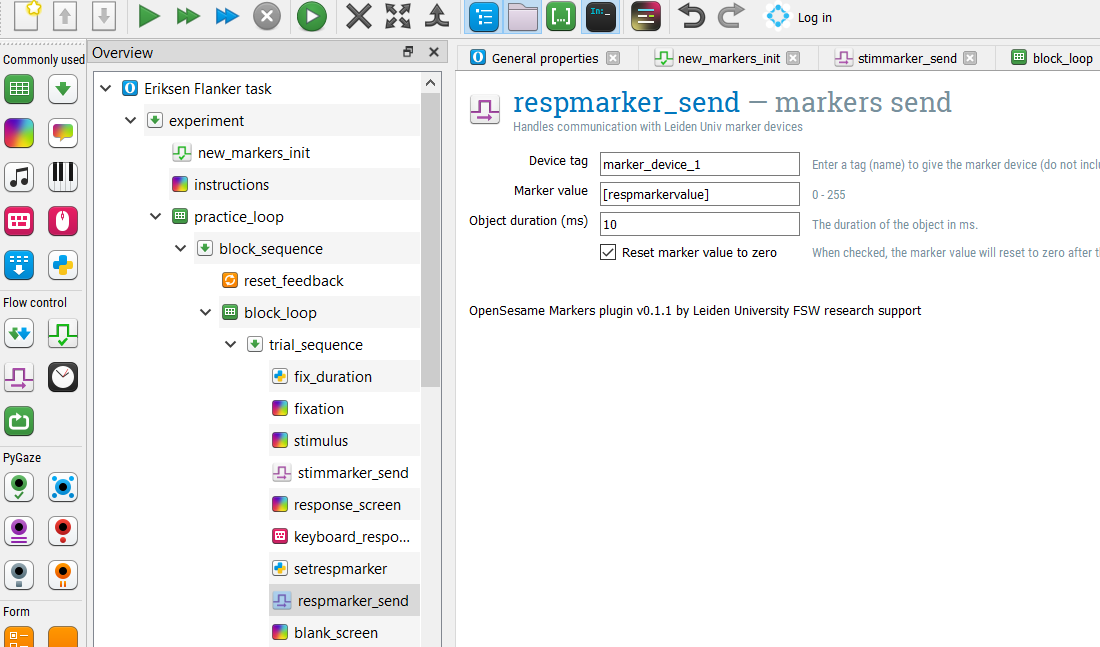 Log in
Commonly used
Overview
General properties
new_markers_init
stimmarker_send
block_loop
Eriksen Flanker task
experiment
new_markers_init
instructions
practice_loop
block_sequence
reset_feedback
block_loop
trial_sequence
fix_duration
fixation
stimulus
stimmarker_send
response_screen
keyboard_respo...
setrespmarker
respmarker_send
blank_screen
Flow control
PyGaze
Form
respmarker_send — markers send
Handles communication with Leiden Univ marker devices
Device tag marker_device_1 Enter a tag (name) to give the marker device (do not inclu
Marker value [respmarkervalue] 0 - 255
Object duration (ms) 10 The duration of the object in ms.
Reset marker value to zero When checked, the marker value will reset to zero after th
OpenSesame Markers plugin v0.1.1 by Leiden University FSW research support